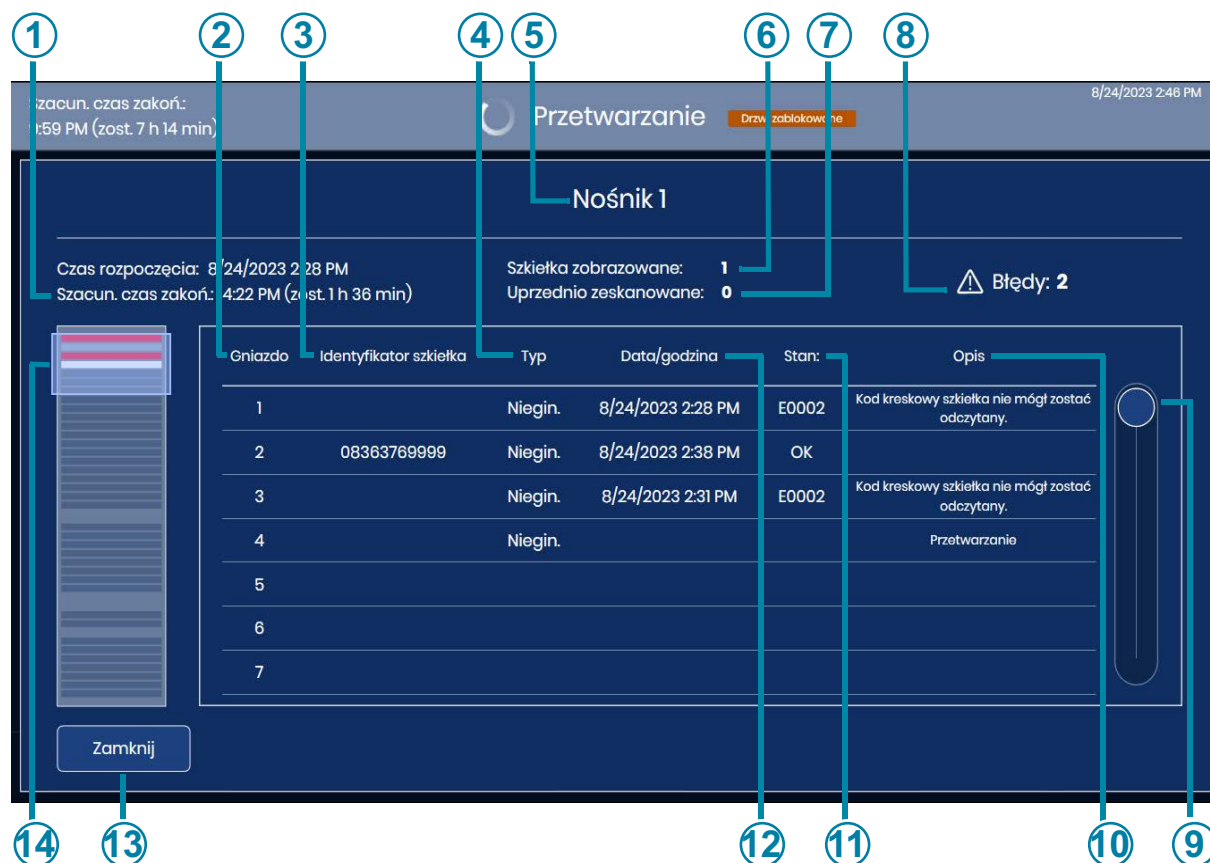 1 2 3 4 5 6 7 8
Szacun. czas zakoń.:
9:59 PM (zost. 7 h 14 min)
Przetwarzanie
Drzwi zablokowane
8/24/2023 2:46 PM
Nośnik 1
Czas rozpoczęcia: 8/24/2023 2:28 PM
Szacun. czas zakoń.: 4:22 PM (zost. 1 h 36 min)
Szkiełka zobrazowane: 1
Uprzednio zeskanowane: 0
Błędy: 2
Gniazdo Identyfikator szkiełka Typ Data/godzina Stan: Opis
1 Niegin. 8/24/2023 2:28 PM E0002 Kod kreskowy szkiełka nie mógł zostać
odczytany.
2 08363769999 Niegin. 8/24/2023 2:38 PM OK
3 Niegin. 8/24/2023 2:31 PM E0002 Kod kreskowy szkiełka nie mógł zostać
odczytany.
4 Niegin. Przetwarzanie
5
6
7
Zamknij
14 13 12 11 10 9